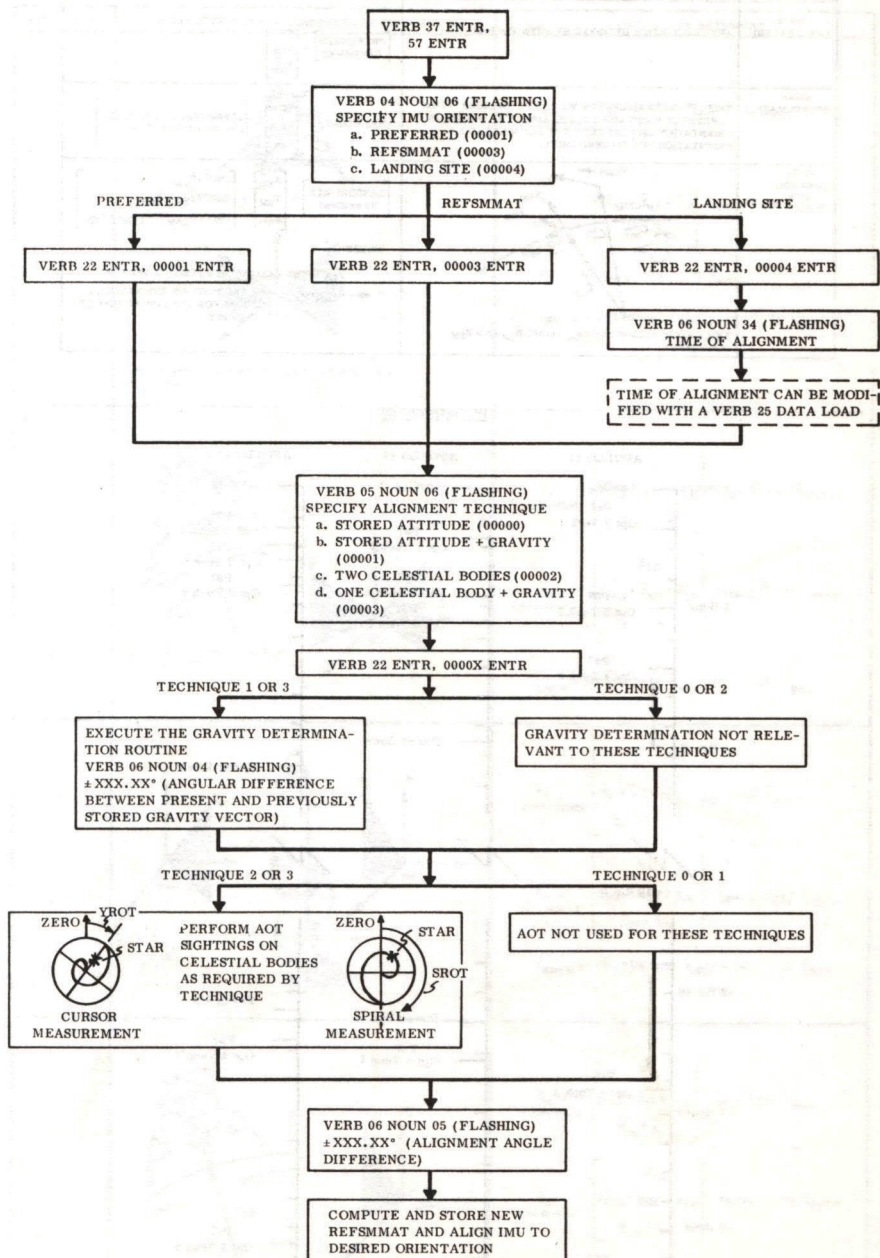 VERB 37 ENTR,
57 ENTR
VERB 04 NOUN 06 (FLASHING)
SPECIFY IMU ORIENTATION
a. PREFERRED (00001)
b. REFSMMAT (00003)
c. LANDING SITE (00004)
PREFERRED
REFSMMAT
LANDING SITE
VERB 22 ENTR, 00001 ENTR
VERB 22 ENTR, 00003 ENTR
VERB 22 ENTR, 00004 ENTR
VERB 06 NOUN 34 (FLASHING)
TIME OF ALIGNMENT
TIME OF ALIGNMENT CAN BE MODI-
FIED WITH A VERB 25 DATA LOAD
VERB 05 NOUN 06 (FLASHING)
SPECIFY ALIGNMENT TECHNIQUE
a. STORED ATTITUDE (00000)
b. STORED ATTITUDE + GRAVITY
(00001)
c. TWO CELESTIAL BODIES (00002)
d. ONE CELESTIAL BODY + GRAVITY
(00003)
VERB 22 ENTR, 0000X ENTR
TECHNIQUE 1 OR 3
TECHNIQUE 0 OR 2
EXECUTE THE GRAVITY DETERMINA-
TION ROUTINE
VERB 06 NOUN 04 (FLASHING)
±XXX.XX° (ANGULAR DIFFERENCE
BETWEEN PRESENT AND PREVIOUSLY
STORED GRAVITY VECTOR)
GRAVITY DETERMINATION NOT RELE-
VANT TO THESE TECHNIQUES
TECHNIQUE 2 OR 3
TECHNIQUE 0 OR 1
ZERO
YROT
STAR
CURSOR
MEASUREMENT
PERFORM AOT
SIGHTINGS ON
CELESTIAL BODIES
AS REQUIRED BY
TECHNIQUE
ZERO
STAR
SROT
SPIRAL
MEASUREMENT
AOT NOT USED FOR THESE TECHNIQUES
VERB 06 NOUN 05 (FLASHING)
±XXX.XX° (ALIGNMENT ANGLE
DIFFERENCE)
COMPUTE AND STORE NEW
REFSMMAT AND ALIGN IMU TO
DESIRED ORIENTATION